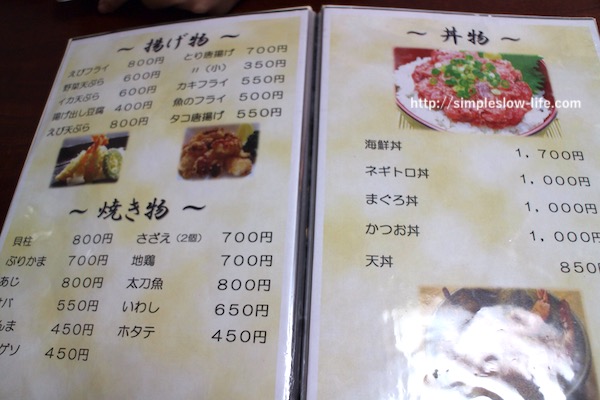 ～ 揚げ物 ～
えびフライ 800円
野菜天ぷら 600円
イカ天ぷら 600円
揚げ出し豆腐 400円
えび天ぷら 800円
とり唐揚げ 700円
〃（小） 350円
カキフライ 550円
魚のフライ 500円
タコ唐揚げ 550円
～ 焼き物 ～
貝柱 800円
ぶりかま 700円
あじ 800円
サバ 550円
んま 450円
ゲソ 450円
さざえ（2個） 700円
地鶏 700円
太刀魚 800円
いわし 650円
ホタテ 450円
～ 丼物 ～
http://simpleslow-life.com
海鮮丼 1,700円
ネギトロ丼 1,000円
まぐろ丼 1,000円
かつお丼 1,000円
天丼 850円